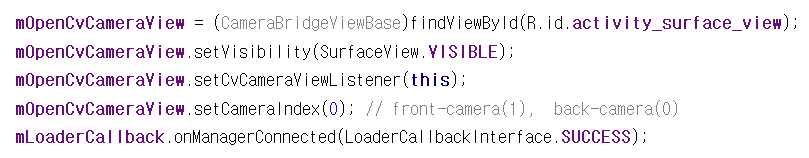 mOpenCvCameraView = (CameraBridgeViewBase)findViewById(R.id.activity_surface_view);
mOpenCvCameraView.setVisibility(SurfaceView.VISIBLE);
mOpenCvCameraView.setCvCameraViewListener(this);
mOpenCvCameraView.setCameraIndex(0); // front-camera(1), back-camera(0)
mLoaderCallback.onManagerConnected(LoaderCallbackInterface.SUCCESS);